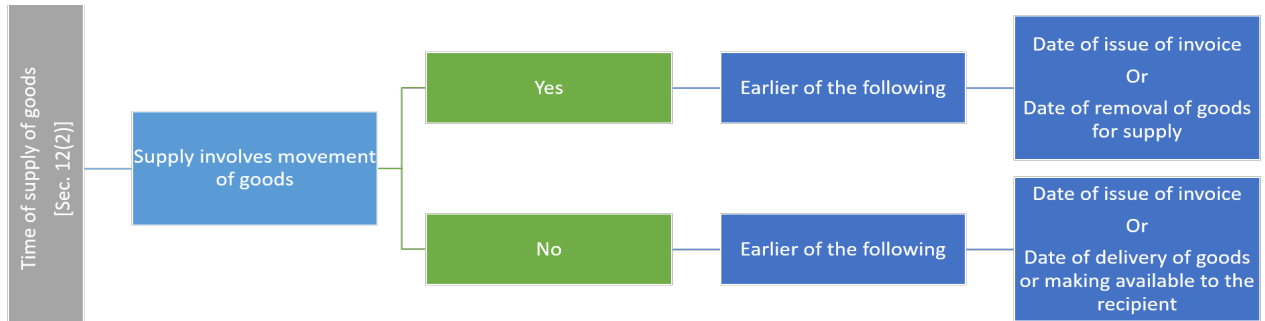 Time of supply of goods
[Sec. 12(2)]
Supply involves movement
of goods
Yes
Earlier of the following
Date of issue of invoice
Or
Date of removal of goods
for supply
No
Earlier of the following
Date of issue of invoice
Or
Date of delivery of goods
or making available to the
recipient